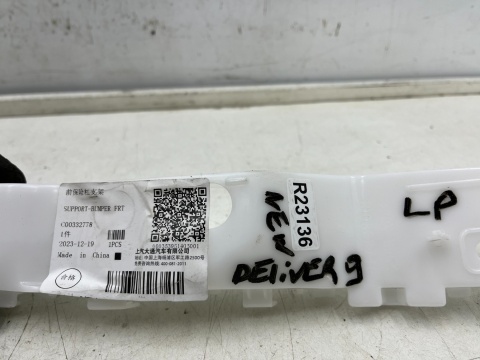 前保险杠支架
SUPPORT-BUMPER FRT
C00332778
1件
2023-12-19 1PCS
Made in China
合格
上汽大通汽车有限公司
R23136
NEW
DELIVER 9
LP